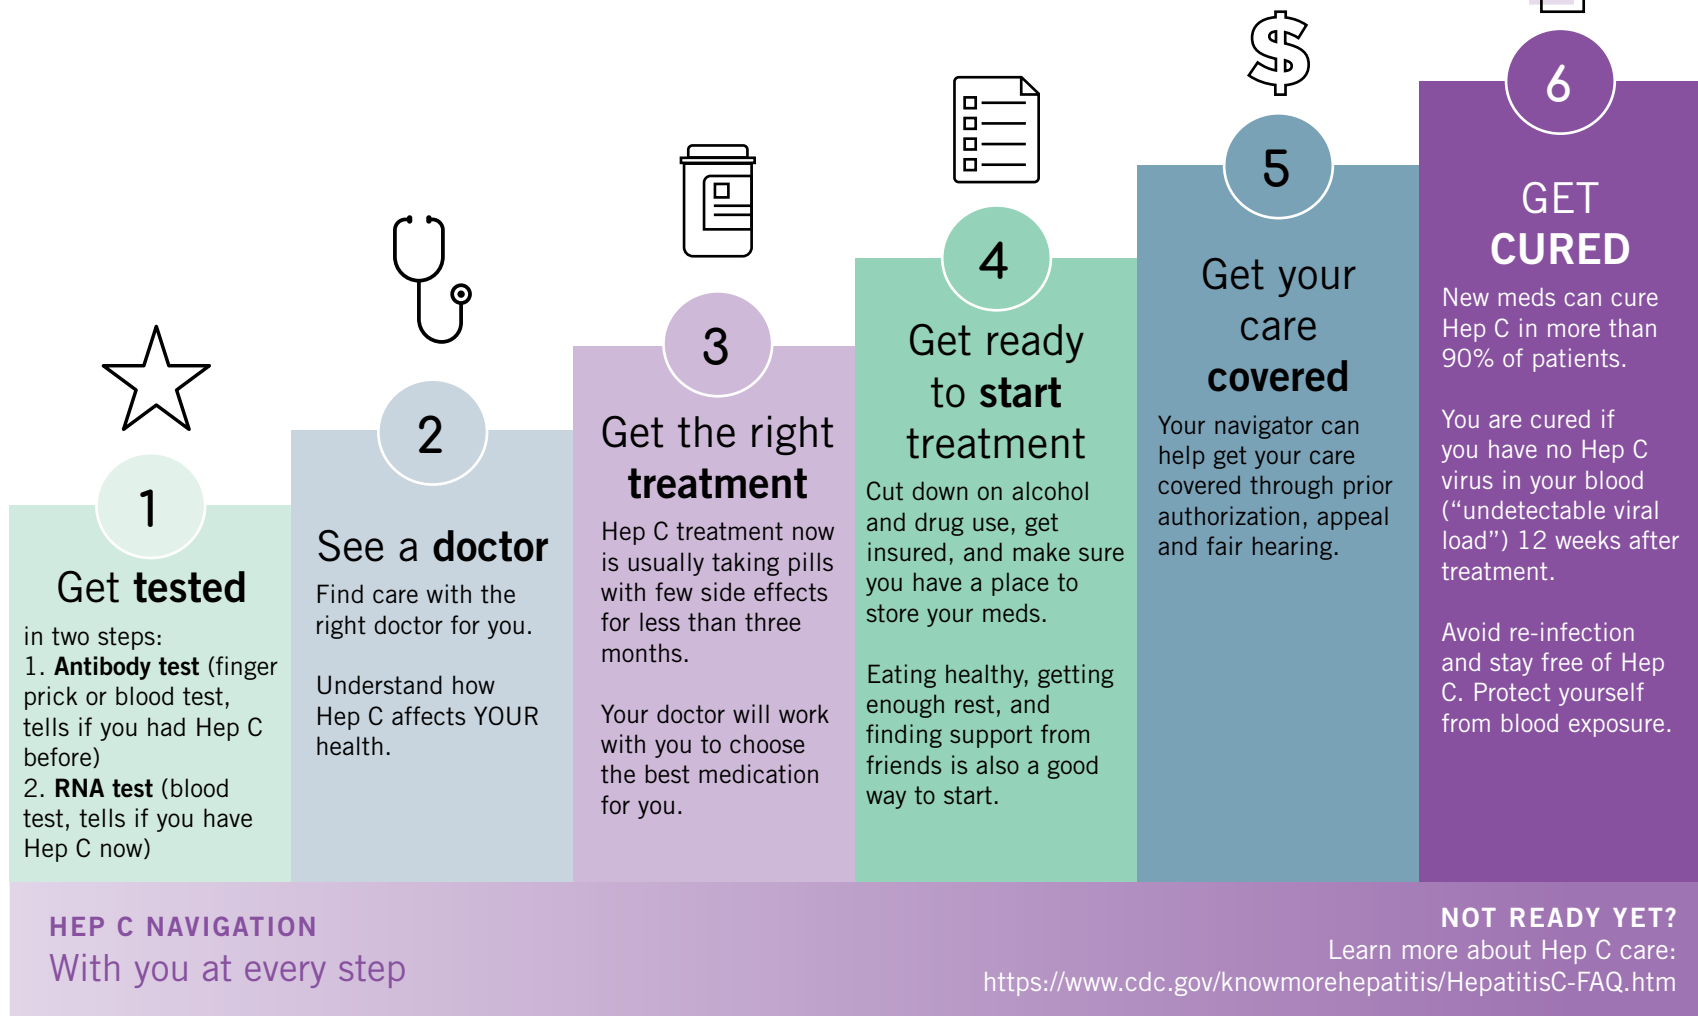 1
Get tested
in two steps:
1. Antibody test (finger
prick or blood test,
tells if you had Hep C
before)
2. RNA test (blood
test, tells if you have
Hep C now)
2
See a doctor
Find care with the
right doctor for you.
Understand how
Hep C affects YOUR
health.
3
Get the right
treatment
Hep C treatment now
is usually taking pills
with few side effects
for less than three
months.
Your doctor will work
with you to choose
the best medication
for you.
4
Get ready
to start
treatment
Cut down on alcohol
and drug use, get
insured, and make sure
you have a place to
store your meds.
Eating healthy, getting
enough rest, and
finding support from
friends is also a good
way to start.
$
5
Get your
care
covered
Your navigator can
help get your care
covered through prior
authorization, appeal
and fair hearing.
6
GET
CURED
New meds can cure
Hep C in more than
90% of patients.
You are cured if
you have no Hep C
virus in your blood
(“undetectable viral
load”) 12 weeks after
treatment.
Avoid re-infection
and stay free of Hep
C. Protect yourself
from blood exposure.
HEP C NAVIGATION
With you at every step
NOT READY YET?
Learn more about Hep C care:
https://www.cdc.gov/knowmorehepatitis/HepatitisC-FAQ.htm